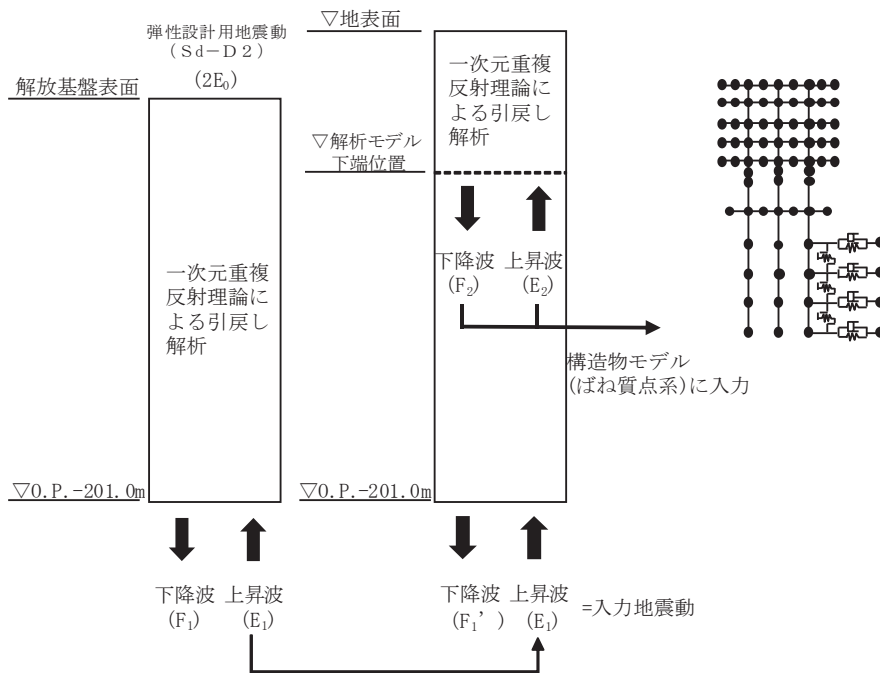 弾性設計用地震動
(Sd－D2)
(2E₀)
解放基盤表面
一次元重複
反射理論に
よる引戻し
解析
▽O.P.-201.0m
下降波 上昇波
(F₁) (E₁)
▽地表面
一次元重複
反射理論に
よる引戻し
解析
▽解析モデル
下端位置
下降波 上昇波
(F₂) (E₂)
構造物モデル
(ばね質点系)に入力
▽O.P.-201.0m
下降波 上昇波
(F₁’) (E₁)
=入力地震動